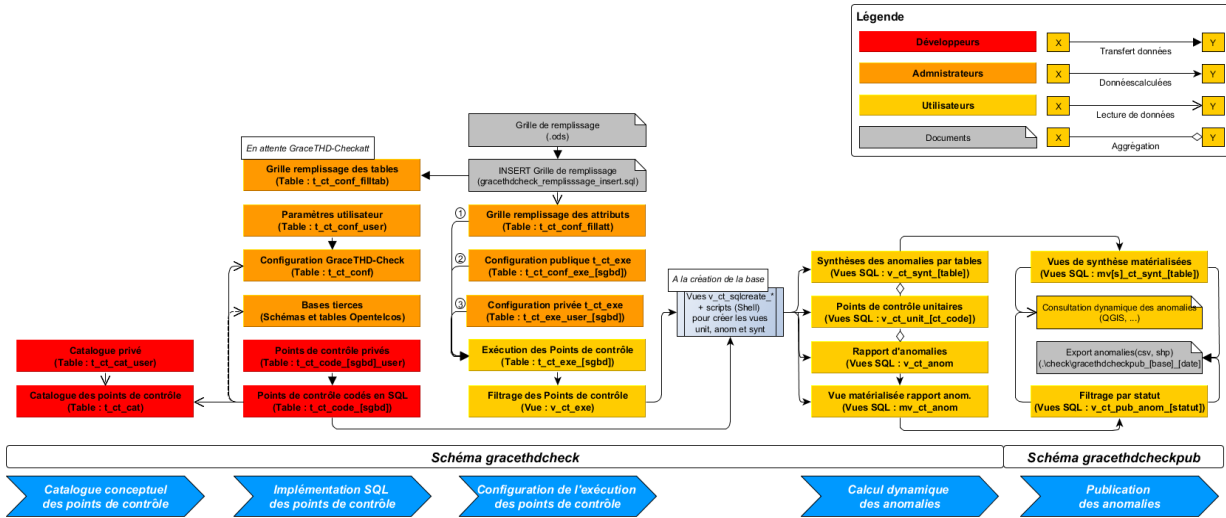 Légende
Développeurs
X
Transfert données
Y
Admnistrateurs
X
Donnéescalculées
Y
Utilisateurs
X
Lecture de données
Y
Documents
X
Aggrégation
Y
Grille de remplissage
(.ods)
En attente GraceTHD-Checkatt
Grille remplissage des tables
(Table : t_ct_conf_filltab)
INSERT Grille de remplissage
(gracethdcheck_remplisssage_insert.sql)
Paramètres utilisateur
(Table : t_ct_conf_user)
1
Grille remplissage des attributs
(Table : t_ct_conf_fillatt)
Configuration GraceTHD-Check
(Table : t_ct_conf)
2
Configuration publique t_ct_exe
(Table : t_ct_conf_exe_[sgbd])
Bases tierces
(Schémas et tables Opentelcos)
3
Configuration privée t_ct_exe
(Table : t_ct_exe_user_[sgbd])
Catalogue privé
(Table : t_ct_cat_user)
Points de contrôle privés
(Table : t_ct_code_[sgbd]_user)
Exécution des Points de contrôle
(Table : t_ct_exe_[sgbd])
Catalogue des points de contrôle
(Table : t_ct_cat)
Points de contrôle codés en SQL
(Table : t_ct_code_[sgbd])
Filtrage des Points de contrôle
(Vue : v_ct_exe)
A la création de la base
Vues v_ct_sqlcreate_*
+ scripts (Shell)
pour créer les vues
unit, anom et synt
Synthèses des anomalies par tables
(Vues SQL : v_ct_synt_[table])
Points de contrôle unitaires
(Vues SQL : v_ct_unit_[ct_code])
Rapport d'anomalies
(Vues SQL : v_ct_anom
Vue matérialisée rapport anom.
(Vues SQL : mv_ct_anom
Vues de synthèse matérialisées
(Vues SQL : mv[s]_ct_synt_[table])
Consultation dynamique des anomalies
(QGIS, ...)
Export anomalies(csv, shp)
(.\check\gracethdcheckpub_[base]_[date]
Filtrage par statut
(Vues SQL : v_ct_pub_anom_[statut])
Schéma gracethdcheck
Schéma gracethdcheckpub
Catalogue conceptuel
des points de contrôle
Implémentation SQL
des points de contrôle
Configuration de l'exécution
des points de contrôle
Calcul dynamique
des anomalies
Publication
des anomalies